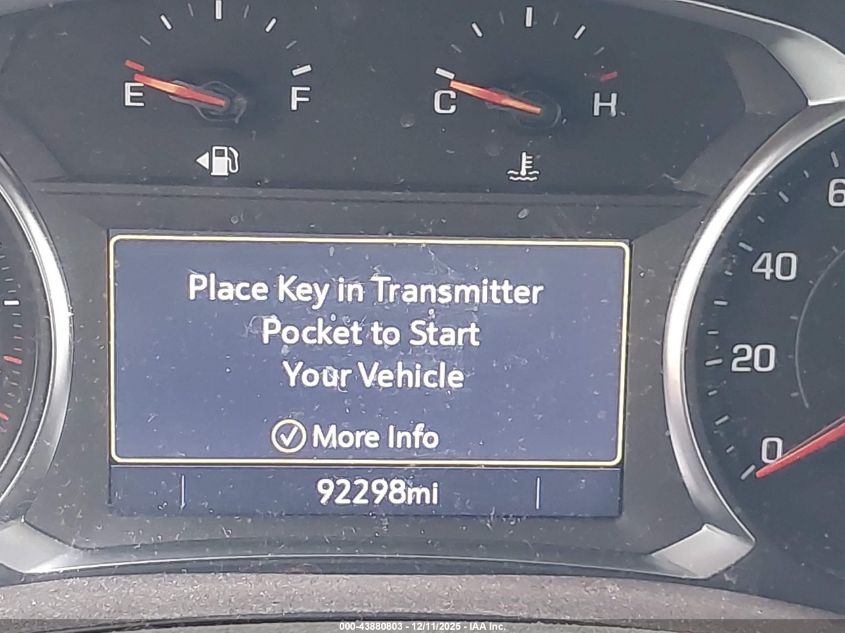 E F
C H
60
40
20
0
Place Key in Transmitter
Pocket to Start
Your Vehicle
More Info
92298mi
000-43880803 - 12/11/2025 - IAA Inc.